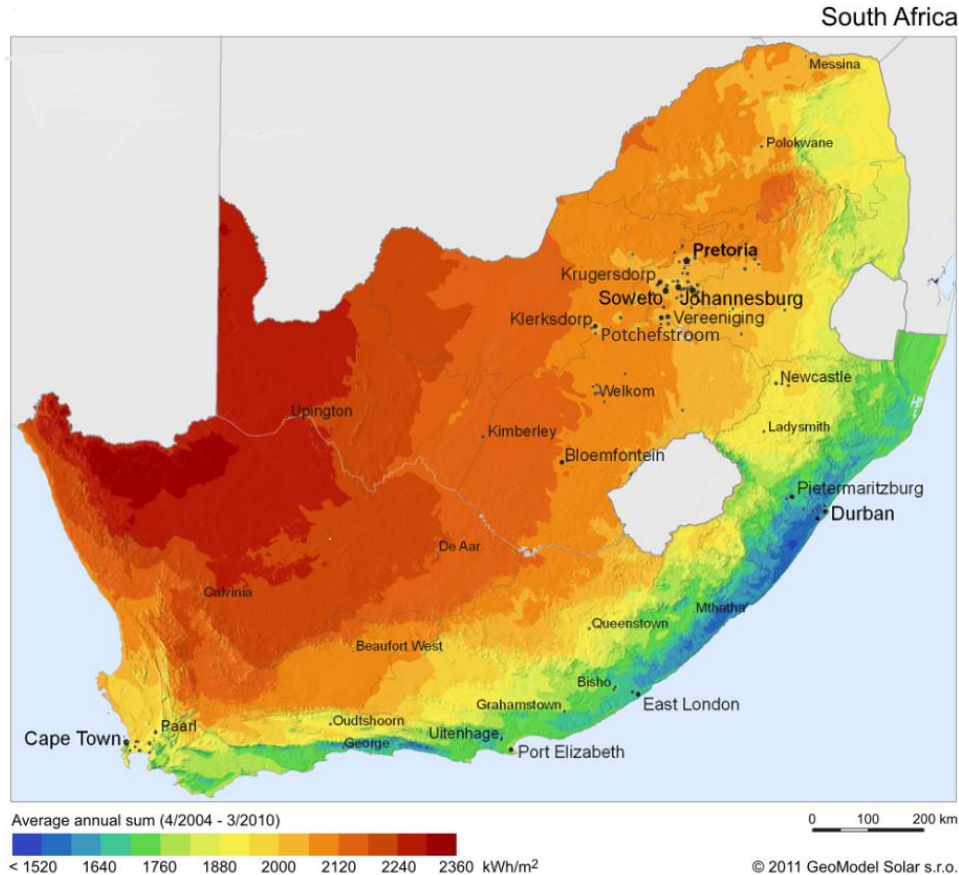 South Africa
Messina
Polokwane
Pretoria
Krugersdorp
Soweto
Johannesburg
Klerksdorp
Vereeniging
Potchefstroom
Newcastle
Welkom
Upington
Ladysmith
Kimberley
Bloemfontein
Pietermaritzburg
Durban
De Aar
Calvinia
Mthatha
Queenstown
Beaufort West
Bisho
Grahamstown
East London
Oudtshoorn
Paarl
Uitenhage
Cape Town
George
Port Elizabeth
Average annual sum (4/2004 - 3/2010)
0 100 200 km
< 1520 1640 1760 1880 2000 2120 2240 2360 kWh/m²
© 2011 GeoModel Solar s.r.o.